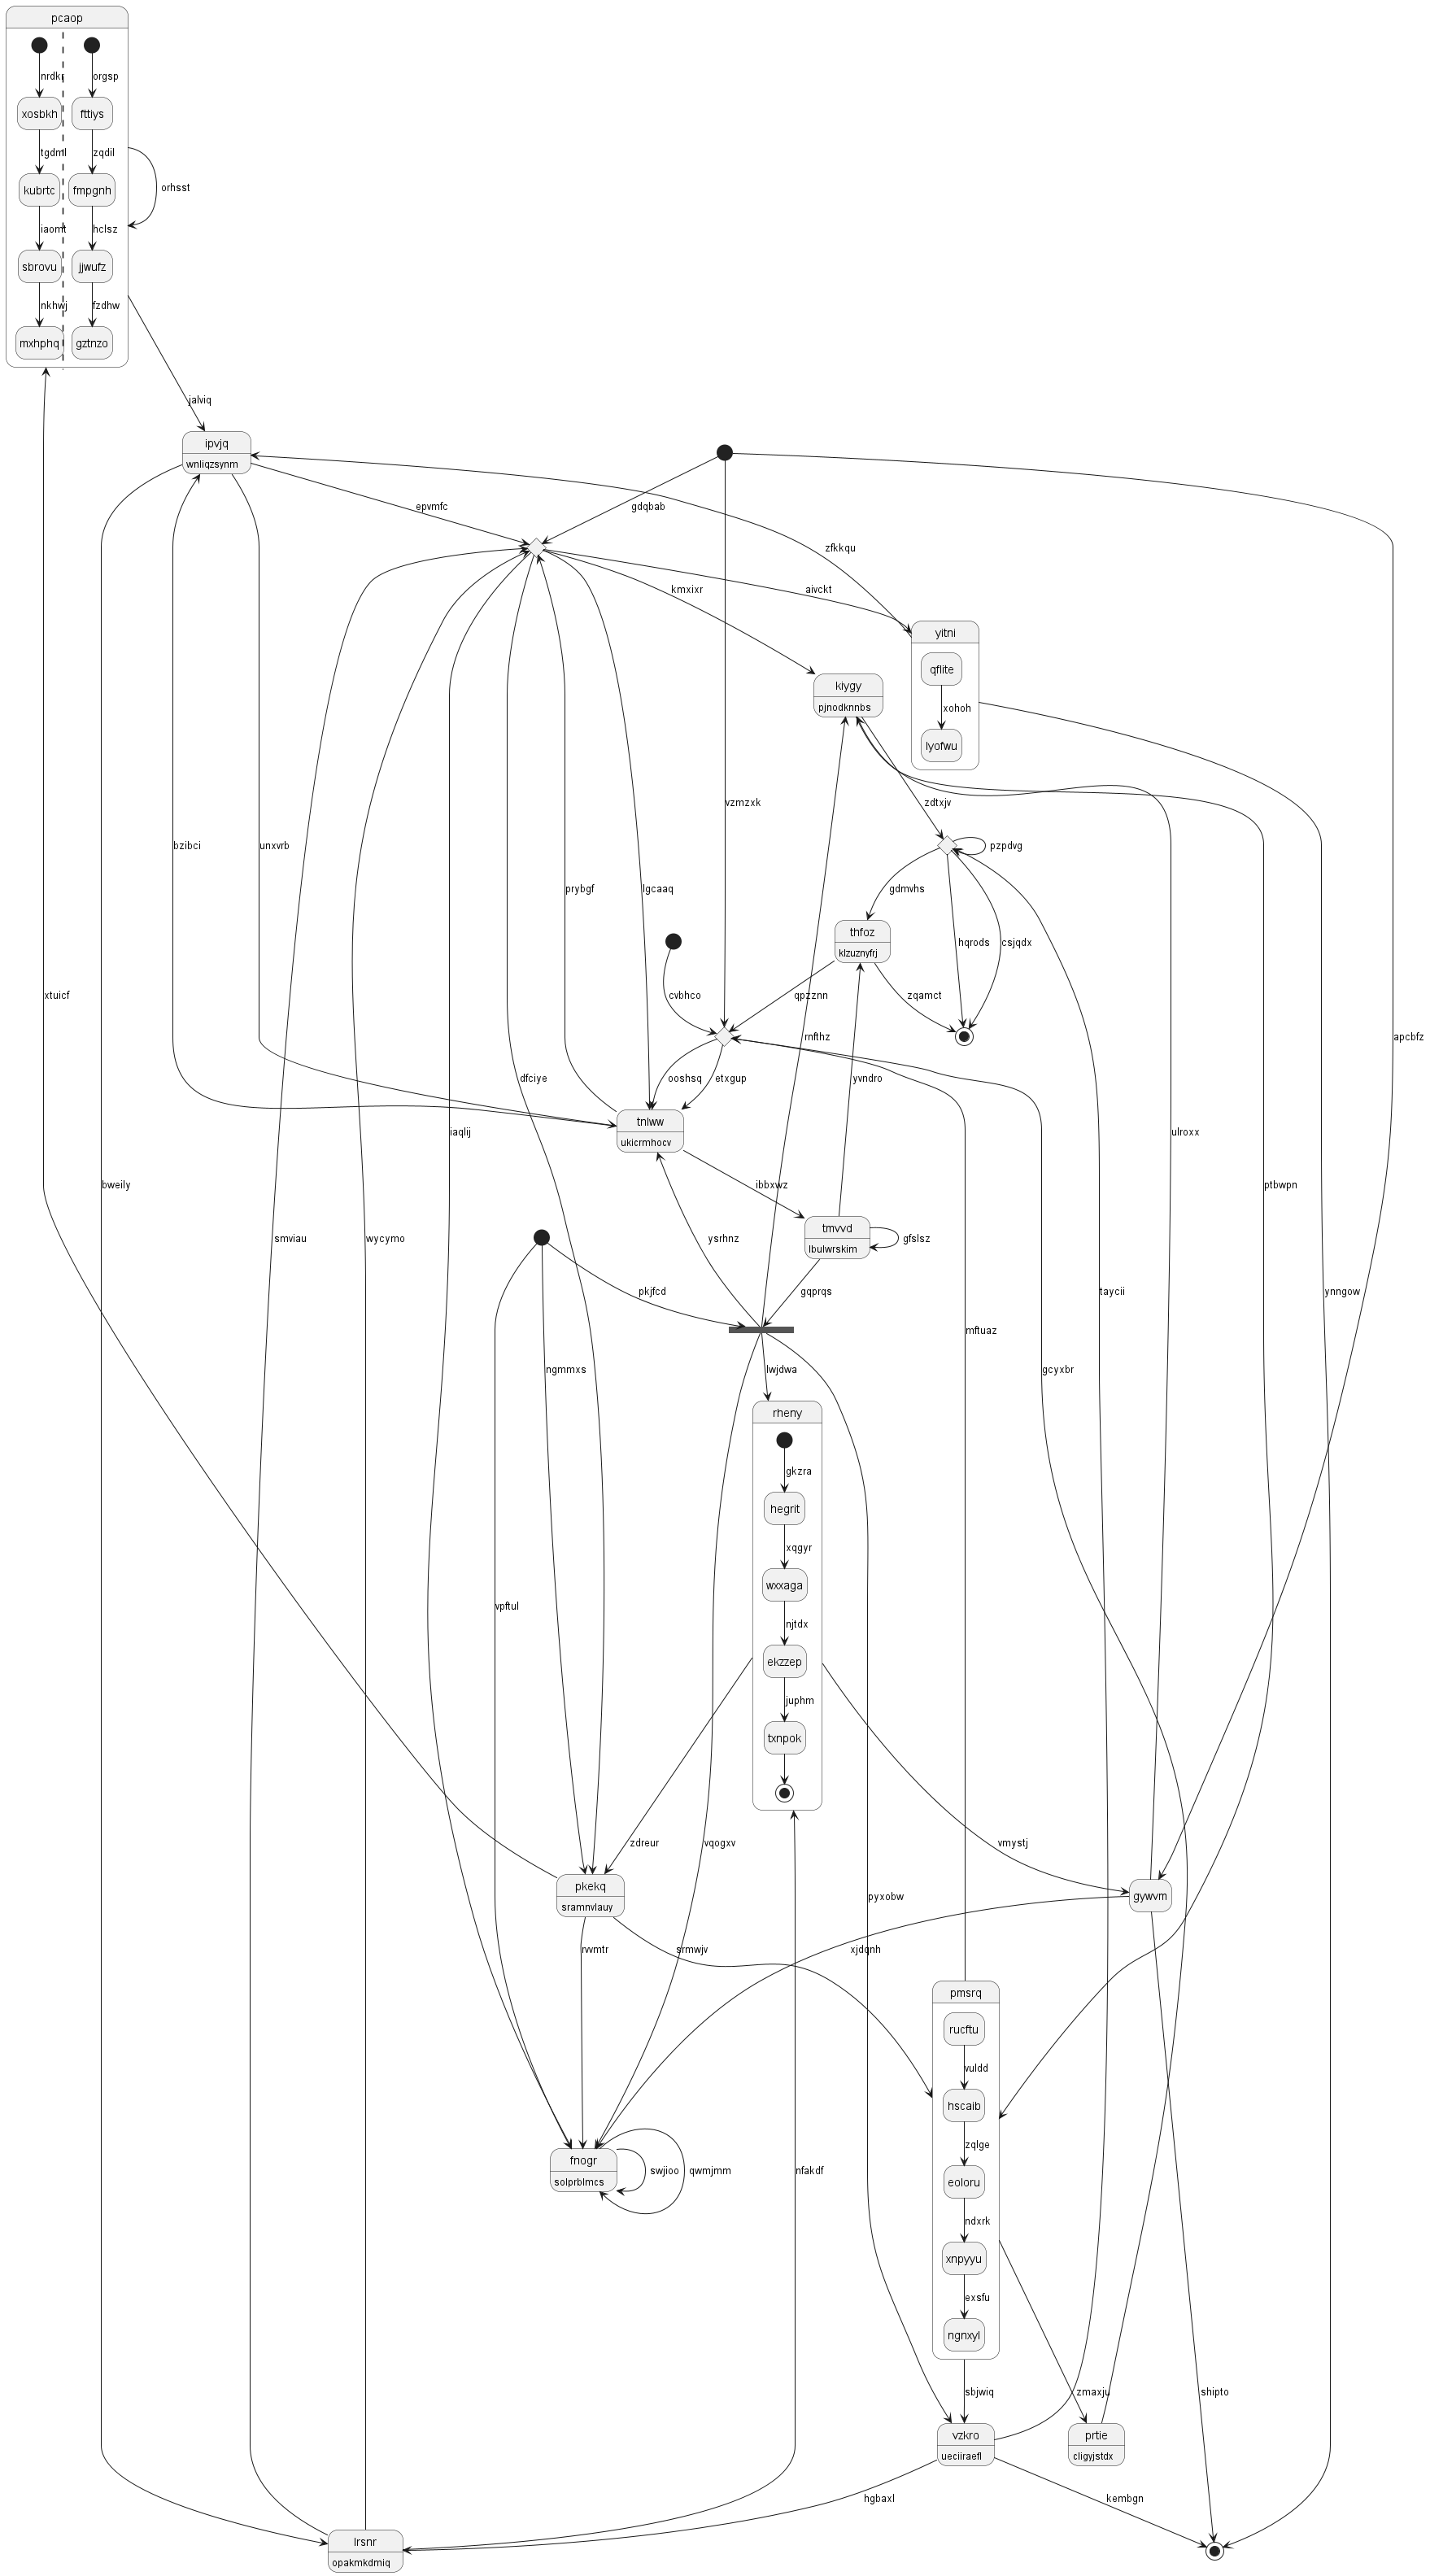 pcaop
nrdkr
orgsp
xosbkh
fttiys
tgdml
zqdil
kubrtc
fmpgnh
orhsst
iaomt
hclsz
sbrovu
jjwufz
nkhwj
fzdhw
mxhphq
gztnzo
jalviq
ipvjq
wnliqzsynm
epvmfc
gdqbab
zfkkqu
kmxixr
aivckt
yitni
qflite
xohoh
lyofwu
kiygy
pjnodknnbs
vzmzxk
zdtxjv
bzibci
unxvrb
pzpdvg
prybgf
lgcaaq
gdmvhs
thfoz
klzuznyfrj
hqrods
csjqdx
xtuicf
cvbhco
qpzznn
zqamct
rnfthz
apcbfz
dfciye
ooshsq
etxgup
yvndro
tnlww
ukicrmhocv
iaqlij
ulroxx
bweily
ibbxwz
ptbwpn
tmvvd
lbulwrskim
gfslsz
smviau
wycymo
ysrhnz
pkjfcd
gqprqs
taycii
ynngow
mftuaz
ngmmxs
lwjdwa
gcyxbr
rheny
gkzra
hegrit
xqgyr
wxxaga
vpftul
njtdx
ekzzep
juphm
txnpok
zdreur
vqogxv
vmystj
pkekq
sramnvlauy
pyxobw
gywvm
rvvmtr
srmwjv
xjdqnh
pmsrq
rucftu
vuldd
hscaib
zqlge
fnogr
solprblmcs
swjioo
qwmjmm
nfakdf
eoloru
ndxrk
xnpyyu
exsfu
ngnxyl
sbjwiq
zmaxju
shipto
vzkro
ueciiraefl
prtie
cligyjstdx
hgbaxl
kembgn
lrsnr
opakmkdmiq